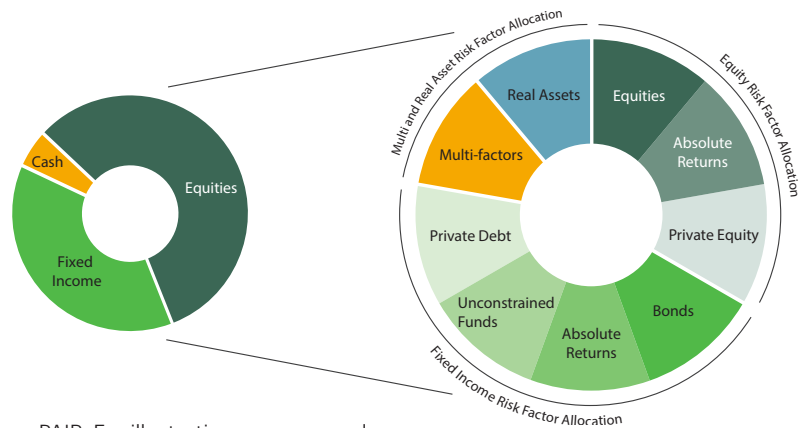 Cash
Equities
Fixed
Income
Multi and Real Asset Risk Factor Allocation
Equity Risk Factor Allocation
Fixed Income Risk Factor Allocation
Real Assets
Equities
Multi-factors
Absolute
Returns
Private Debt
Private Equity
Unconstrained
Funds
Absolute
Returns
Bonds